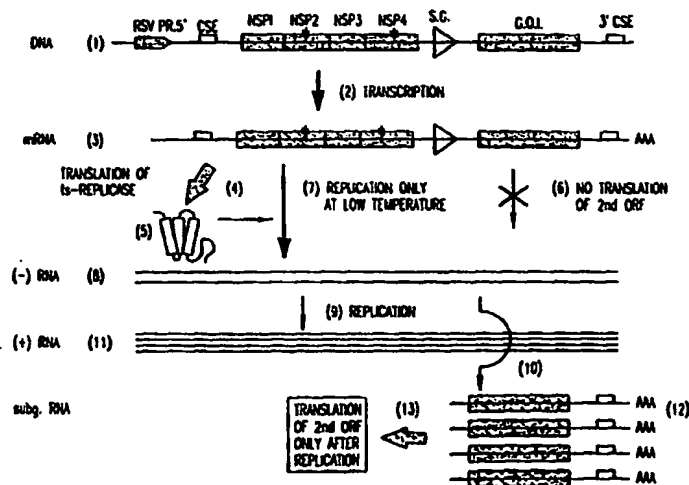 RSV PR.5' CSE NSP1 NSP2 NSP3 NSP4 S.G. G.O.I. 3' CSE
DNA (1)
(2) TRANSCRIPTION
mRNA (3) AAA
TRANSLATION OF
ts-REPLICASE
(4)
(7) REPLICATION ONLY
AT LOW TEMPERATURE
(6) NO TRANSLATION
OF 2nd ORF
(5)
(-) RNA (8)
(9) REPLICATION
(+) RNA (11)
(10)
subg. RNA
AAA (12)
TRANSLATION
OF 2nd ORF
ONLY AFTER
REPLICATION
(13)
AAA
AAA
AAA